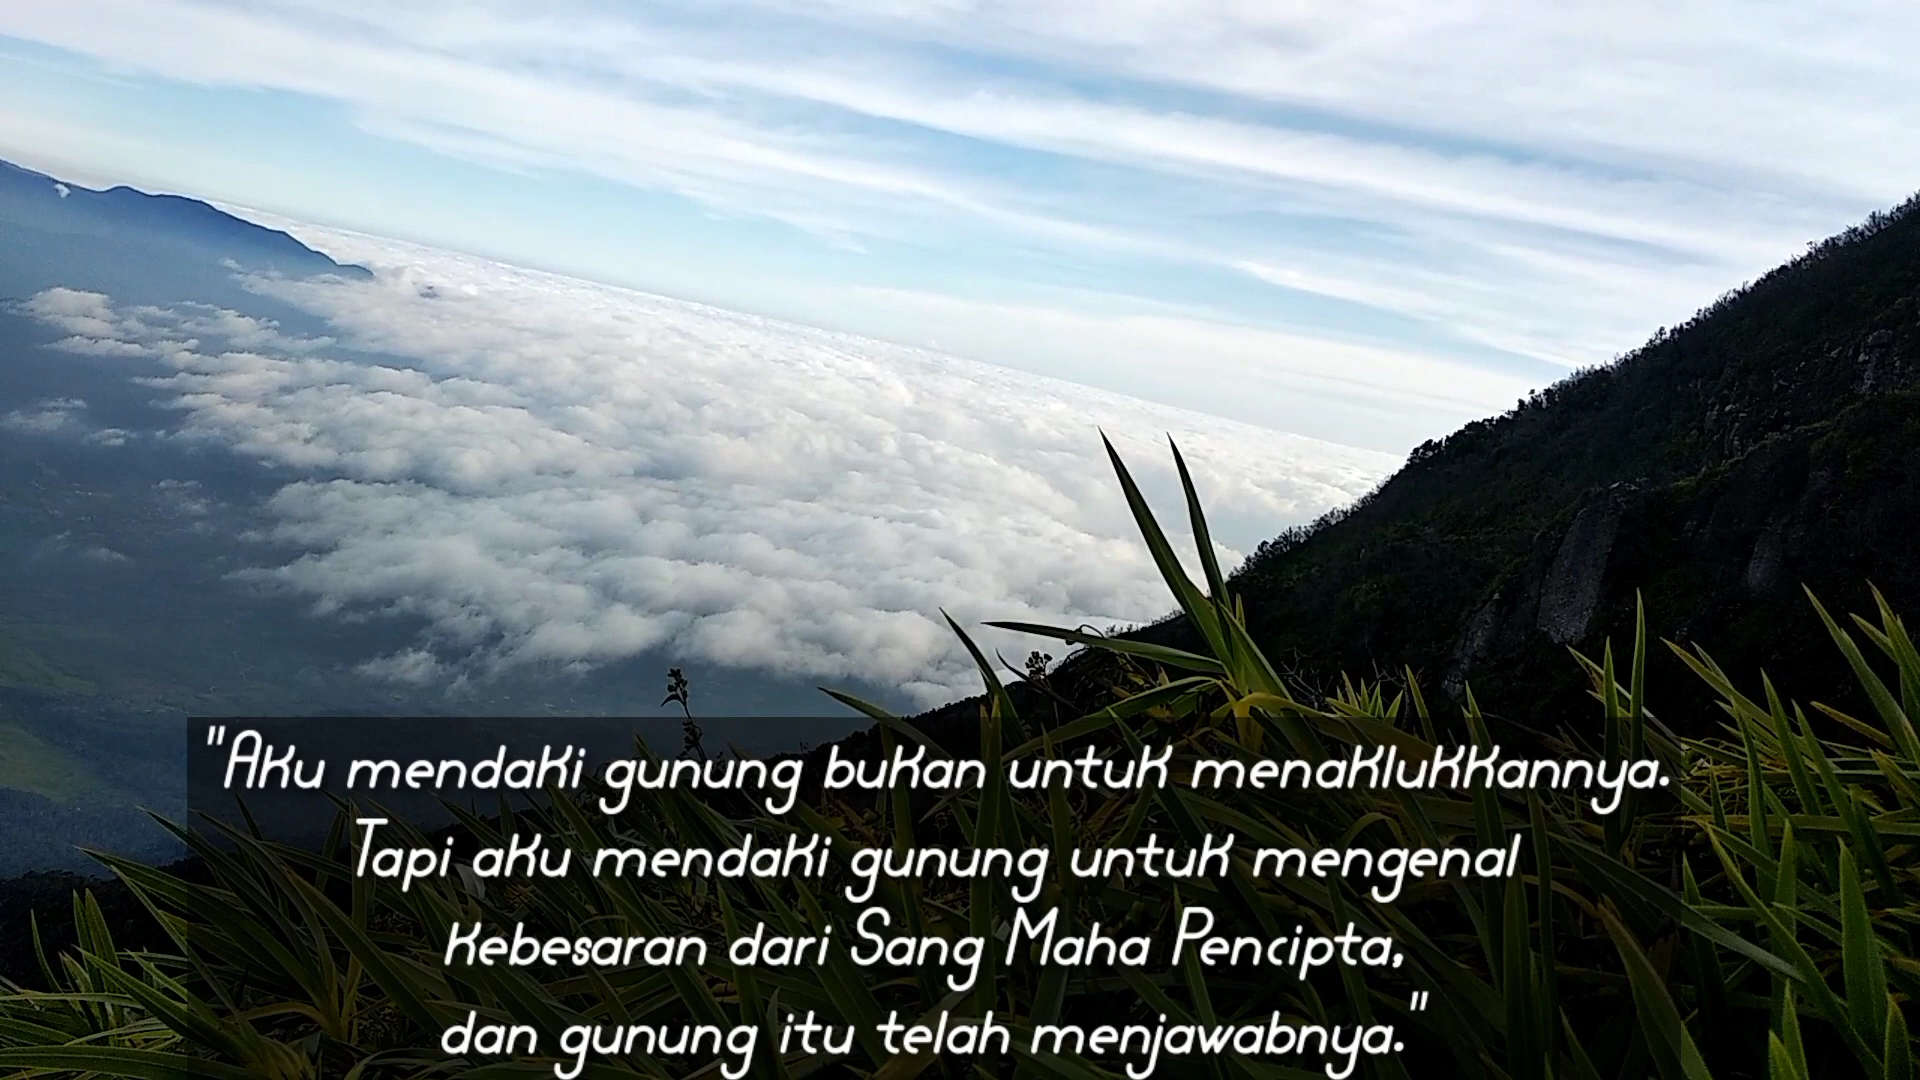 "Aku mendaki gunung bukan untuk menaklukkannya.
Tapi aku mendaki gunung untuk mengenal
kebesaran dari Sang Maha Pencipta,
dan gunung itu telah menjawabnya."